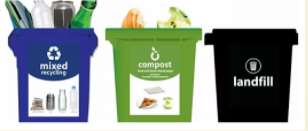 mixed
recycling
compost
landfill